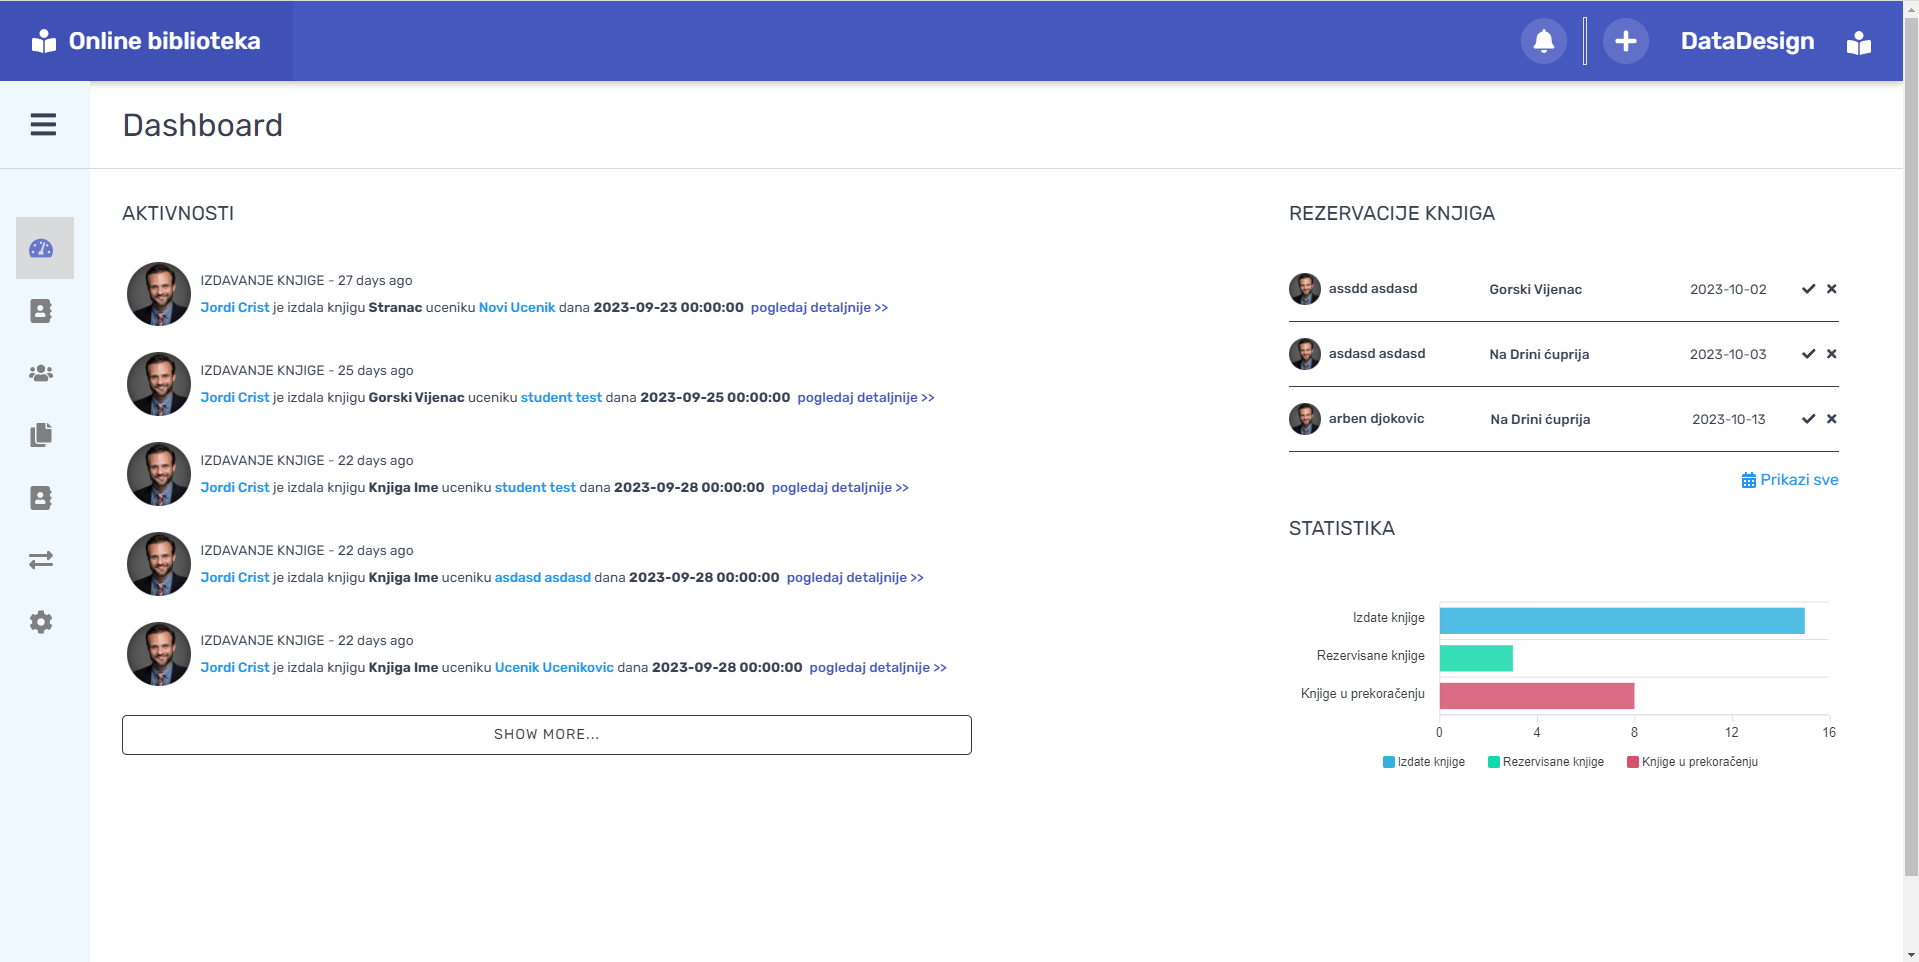 Online biblioteka
DataDesign
Dashboard
AKTIVNOSTI
IZDAVANJE KNJIGE - 27 days ago
Jordi Crist je izdala knjigu Stranac uceniku Novi Ucenik dana 2023-09-23 00:00:00 pogledaj detaljnije >>
IZDAVANJE KNJIGE - 25 days ago
Jordi Crist je izdala knjigu Gorski Vijenac uceniku student test dana 2023-09-25 00:00:00 pogledaj detaljnije >>
IZDAVANJE KNJIGE - 22 days ago
Jordi Crist je izdala knjigu Knjiga Ime uceniku student test dana 2023-09-28 00:00:00 pogledaj detaljnije >>
IZDAVANJE KNJIGE - 22 days ago
Jordi Crist je izdala knjigu Knjiga Ime uceniku asdasd asdasd dana 2023-09-28 00:00:00 pogledaj detaljnije >>
IZDAVANJE KNJIGE - 22 days ago
Jordi Crist je izdala knjigu Knjiga Ime uceniku Ucenik Ucenikovic dana 2023-09-28 00:00:00 pogledaj detaljnije >>
SHOW MORE...
REZERVACIJE KNJIGA
assdd asdasd Gorski Vijenac 2023-10-02
asdasd asdasd Na Drini ćuprija 2023-10-03
arben djokovic Na Drini ćuprija 2023-10-13
Prikazi sve
STATISTIKA
Izdate knjige
Rezervisane knjige
Knjige u prekoračenju
0 4 8 12 16
Izdate knjige Rezervisane knjige Knjige u prekoračenju